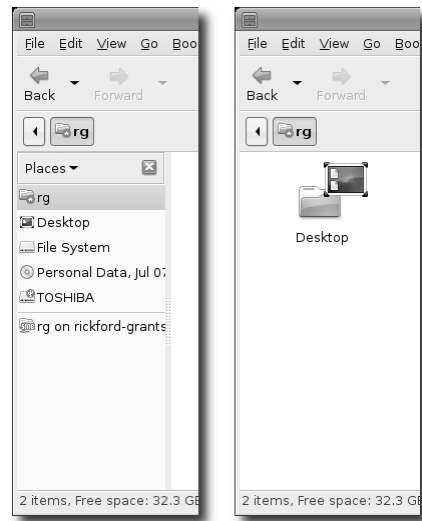 File Edit View Go Boo
Back Forward
rg
Places
rg
Desktop
File System
Personal Data, Jul 07
TOSHIBA
rg on rickford-grants
2 items, Free space: 32.3 GB
File Edit View Go Boo
Back Forward
rg
Desktop
2 items, Free space: 32.3 GB